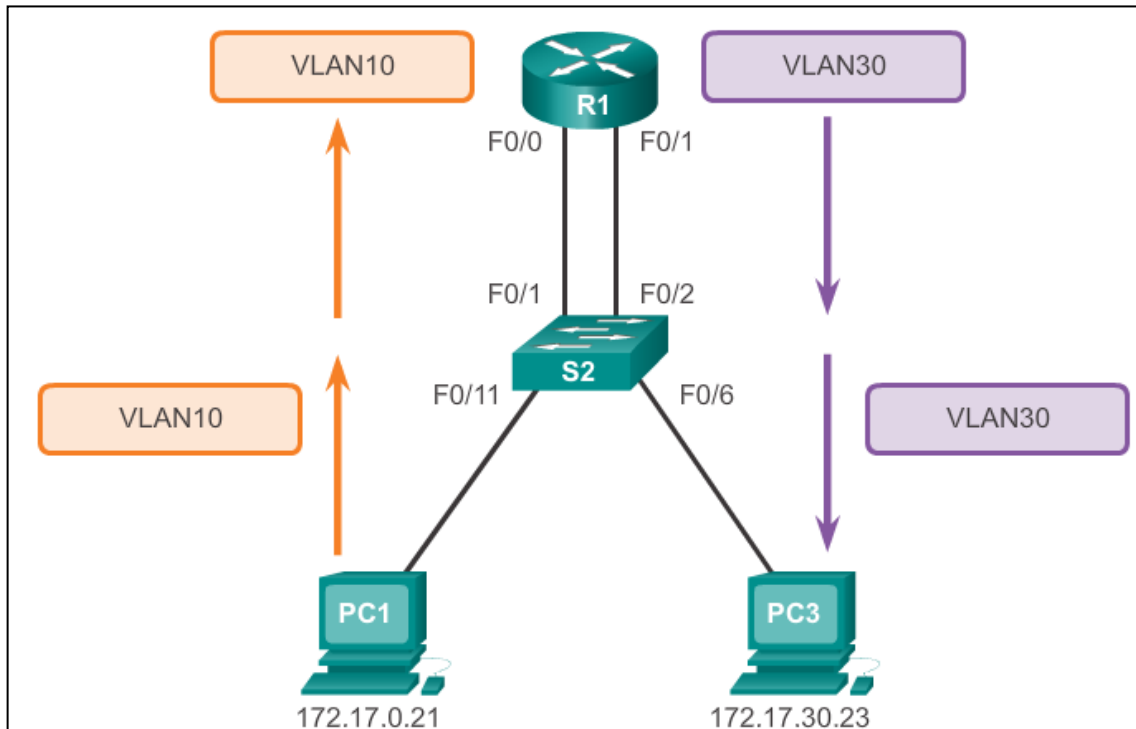 VLAN10
VLAN30
R1
F0/0
F0/1
F0/1
F0/2
S2
F0/11
F0/6
VLAN10
VLAN30
PC1
PC3
172.17.0.21
172.17.30.23